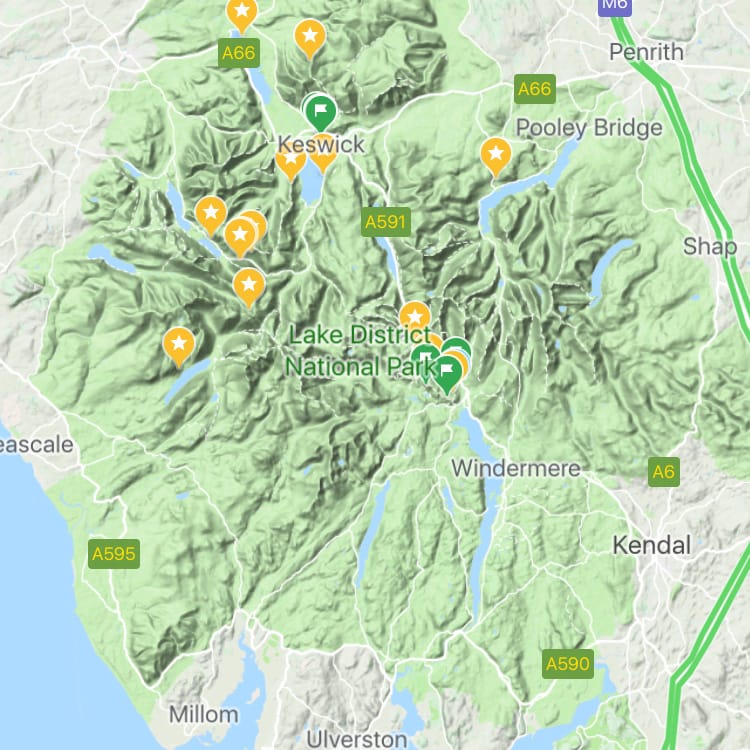 M6
A66
Penrith
A66
Pooley Bridge
Keswick
A591
Shap
Lake District
National Park
eascale
Windermere
A6
Kendal
A595
A590
Millom
Ulverston